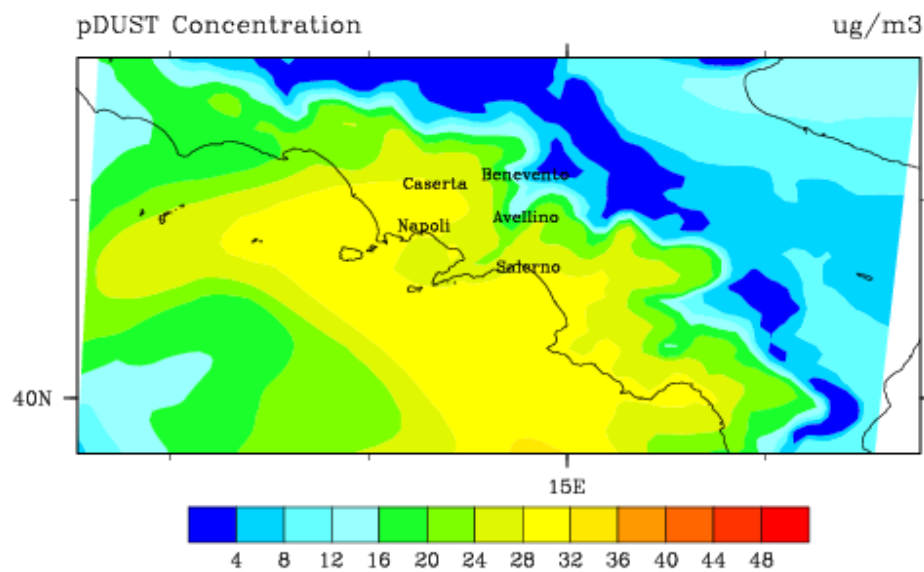 pDUST Concentration ug/m3
Benevento
Caserta
Avellino
Napoli
Salerno
40N
15E
4 8 12 16 20 24 28 32 36 40 44 48